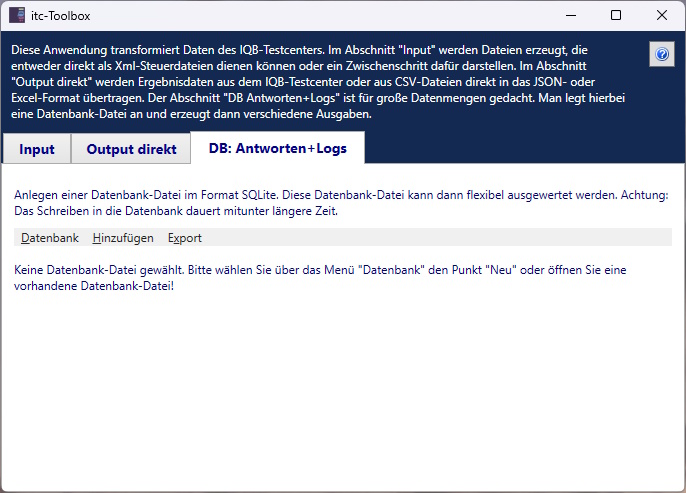 itc-Toolbox
Diese Anwendung transformiert Daten des IQB-Testcenters. Im Abschnitt "Input" werden Dateien erzeugt, die
entweder direkt als Xml-Steuerdateien dienen können oder ein Zwischenschritt dafür darstellen. Im Abschnitt
"Output direkt" werden Ergebnisdaten aus dem IQB-Testcenter oder aus CSV-Dateien direkt in das JSON- oder
Excel-Format übertragen. Der Abschnitt "DB Antworten+Logs" ist für große Datenmengen gedacht. Man legt hierbei
eine Datenbank-Datei an und erzeugt dann verschiedene Ausgaben.
?
Input Output direkt DB: Antworten+Logs
Anlegen einer Datenbank-Datei im Format SQLite. Diese Datenbank-Datei kann dann flexibel ausgewertet werden. Achtung:
Das Schreiben in die Datenbank dauert mitunter längere Zeit.
Datenbank Hinzufügen Export
Keine Datenbank-Datei gewählt. Bitte wählen Sie über das Menü "Datenbank" den Punkt "Neu" oder öffnen Sie eine
vorhandene Datenbank-Datei!